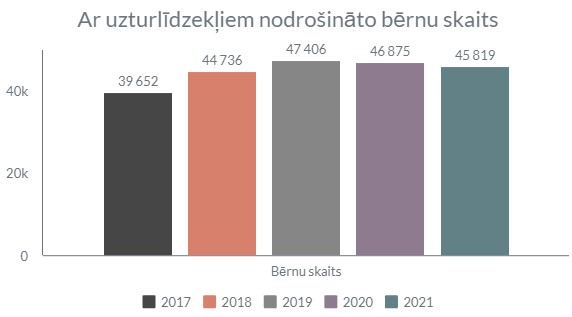 Ar uzturlīdzekļiem nodrošināto bērnu skaits
39 652
44 736
47 406
46 875
45 819
40k
20k
0
Bērnu skaits
2017 2018 2019 2020 2021